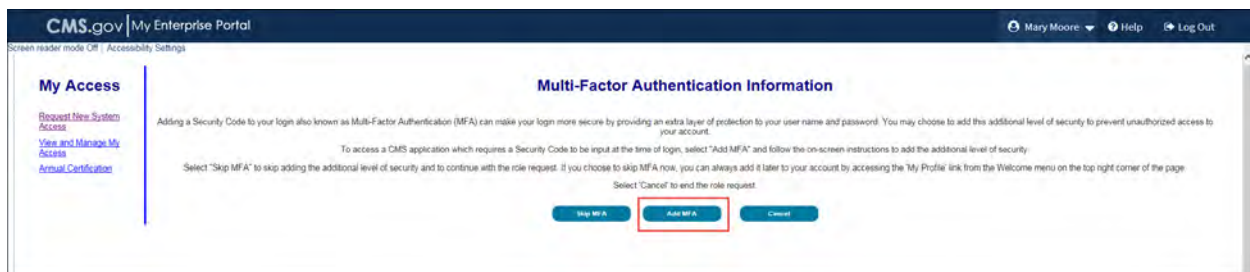 CMS.gov My Enterprise Portal
Mary Moore Help Log Out
Screen reader mode Off | Accessibility Settings
My Access
Request New System
Access
View and Manage My
Access
Annual Certification
Multi-Factor Authentication Information
Adding a Security Code to your login also known as Multi-Factor Authentication (MFA) can make your login more secure by providing an extra layer of protection to your user name and password. You may choose to add this additional level of security to prevent unauthorized access to
your account.
To access a CMS application which requires a Security Code to be input at the time of login, select "Add MFA" and follow the on-screen instructions to add the additional level of security
Select "Skip MFA" to skip adding the additional level of security and to continue with the role request. If you choose to skip MFA now, you can always add it later to your account by accessing the 'My Profile' link from the Welcome menu on the top right corner of the page
Select 'Cancel' to end the role request
Skip MFA Add MFA Cancel